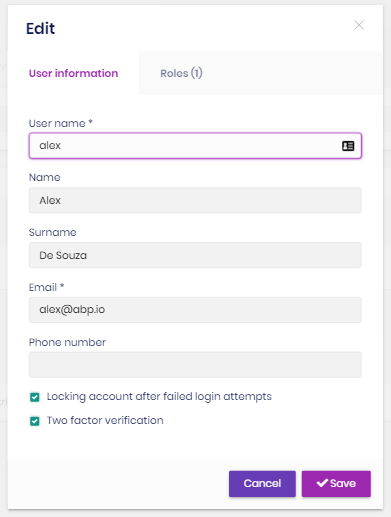 Edit
User information
Roles (1)
User name *
alex
Name
Alex
Surname
De Souza
Email *
alex@abp.io
Phone number
Locking account after failed login attempts
Two factor verification
Cancel
Save